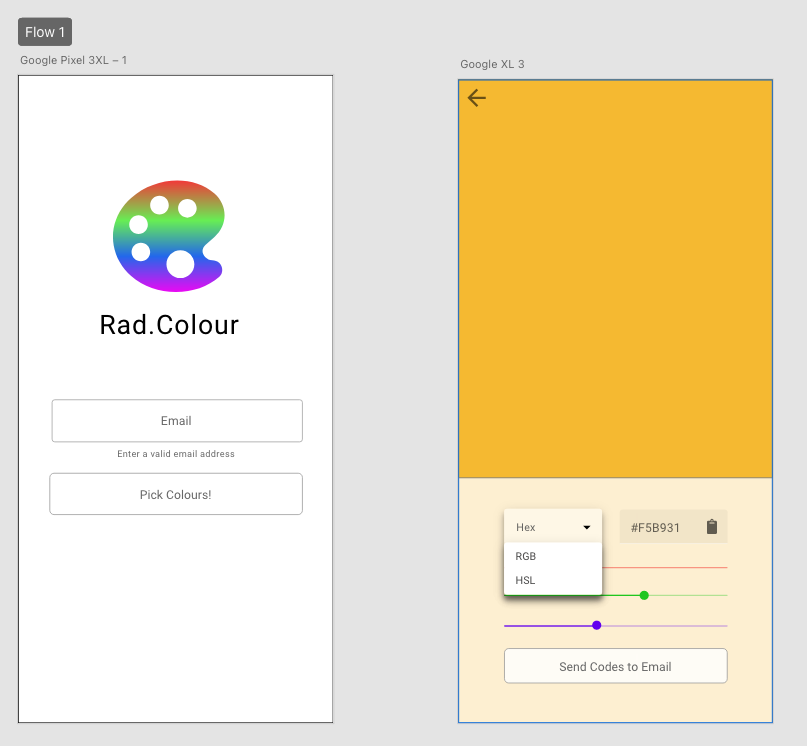 Flow 1
Google Pixel 3XL – 1
Rad.Colour
Email
Enter a valid email address
Pick Colours!
Google XL 3
Hex
#F5B931
RGB
HSL
Send Codes to Email